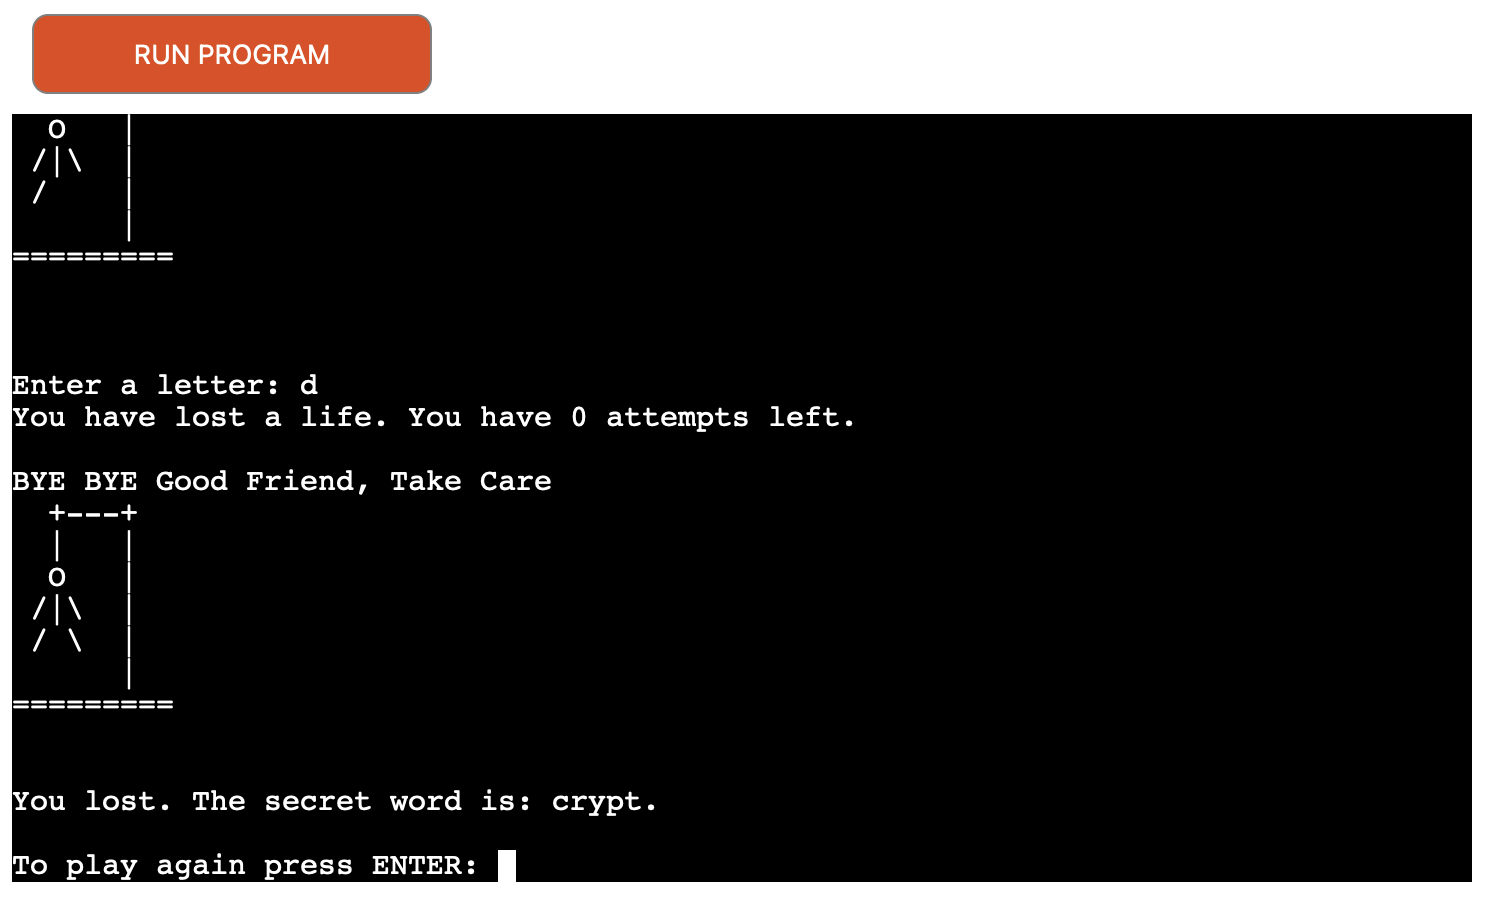 RUN PROGRAM
  O   |
 /|\  |
 /    |
      |
=========
Enter a letter: d
You have lost a life. You have 0 attempts left.
BYE BYE Good Friend, Take Care
  +---+
  |   |
  O   |
 /|\  |
 / \  |
      |
=========
You lost. The secret word is: crypt.
To play again press ENTER: